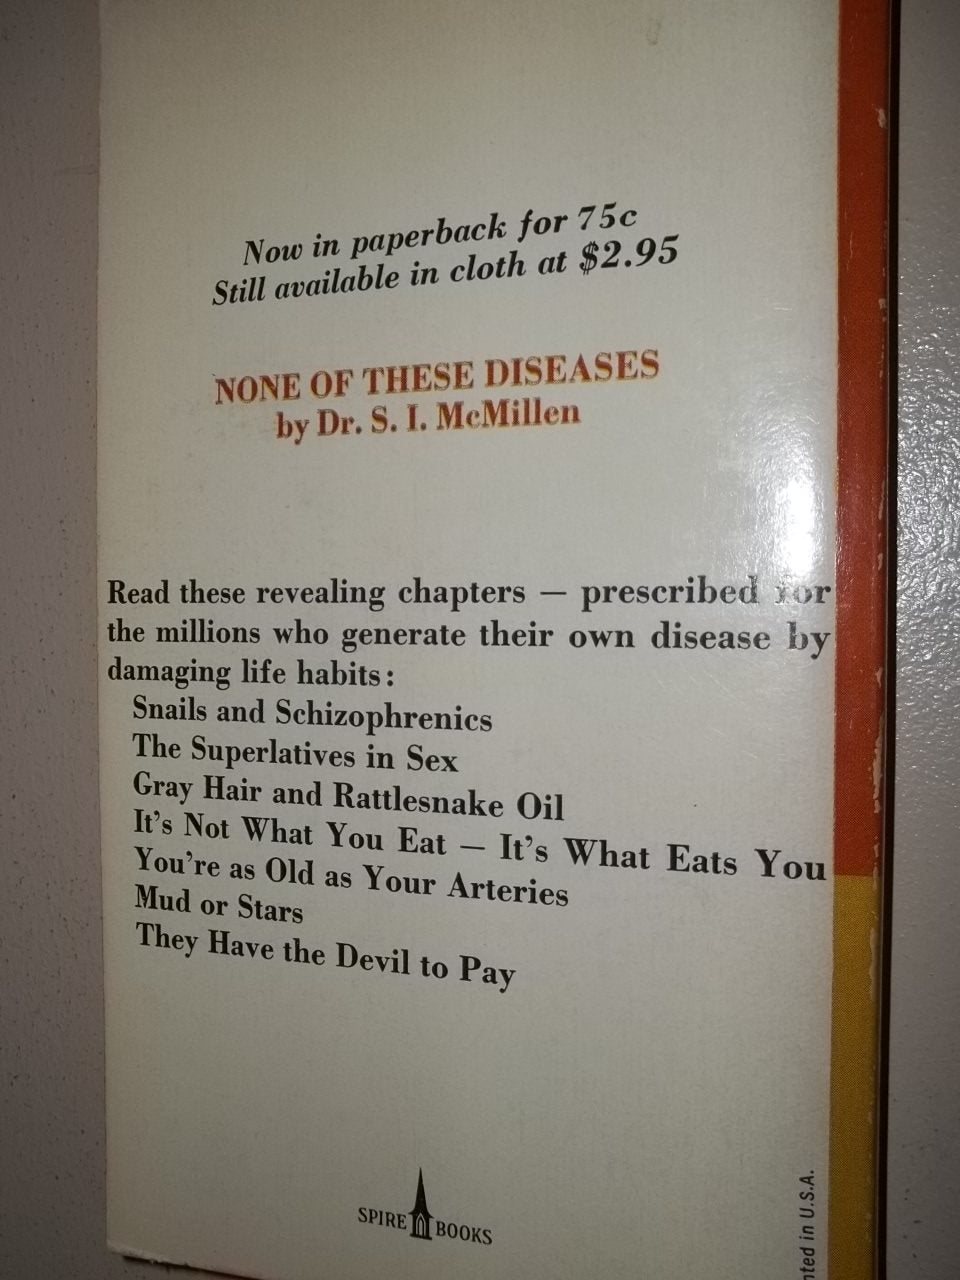 Now in paperback for 75c
Still available in cloth at $2.95
NONE OF THESE DISEASES
by Dr. S. I. McMillen
Read these revealing chapters — prescribed for
the millions who generate their own disease by
damaging life habits:
Snails and Schizophrenics
The Superlatives in Sex
Gray Hair and Rattlesnake Oil
It's Not What You Eat — It's What Eats You
You're as Old as Your Arteries
Mud or Stars
They Have the Devil to Pay
SPIRE BOOKS
nted in U.S.A.